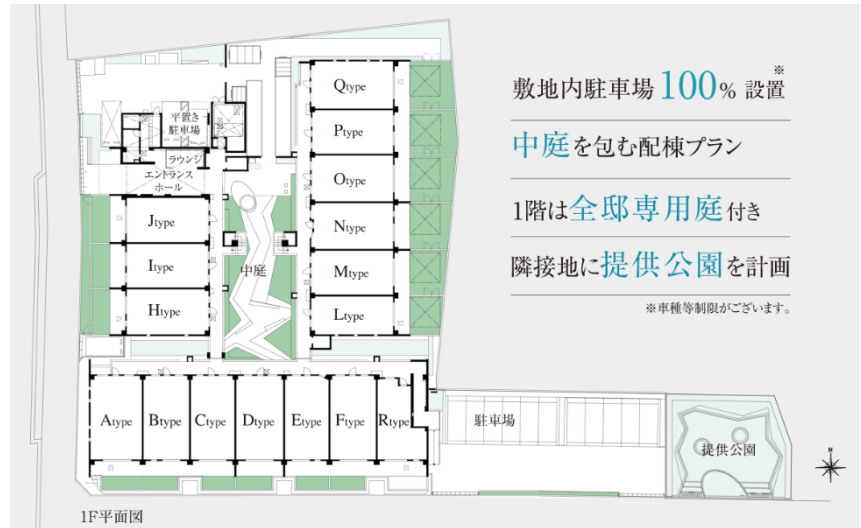 敷地内駐車場100%設置※
中庭を包む配棟プラン
1階は全邸専用庭付き
隣接地に提供公園を計画
※車種等制限がございます。
平置き
駐車場
ラウンジ
エントランス
ホール
中庭
Qtype
Ptype
Otype
Ntype
Mtype
Ltype
Jtype
Itype
Htype
Atype
Btype
Ctype
Dtype
Etype
Ftype
Rtype
駐車場
提供公園
N
1F平面図